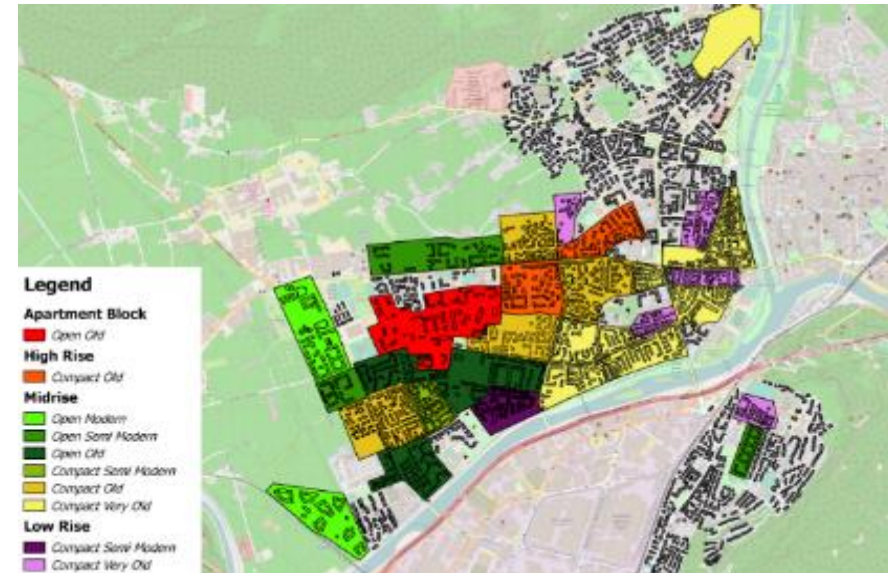 Legend
Apartment Block
Open Old
High Rise
Compact Old
Midrise
Open Modern
Open Semi Modern
Open Old
Compact Semi Modern
Compact Old
Compact Very Old
Low Rise
Compact Semi Modern
Compact Very Old